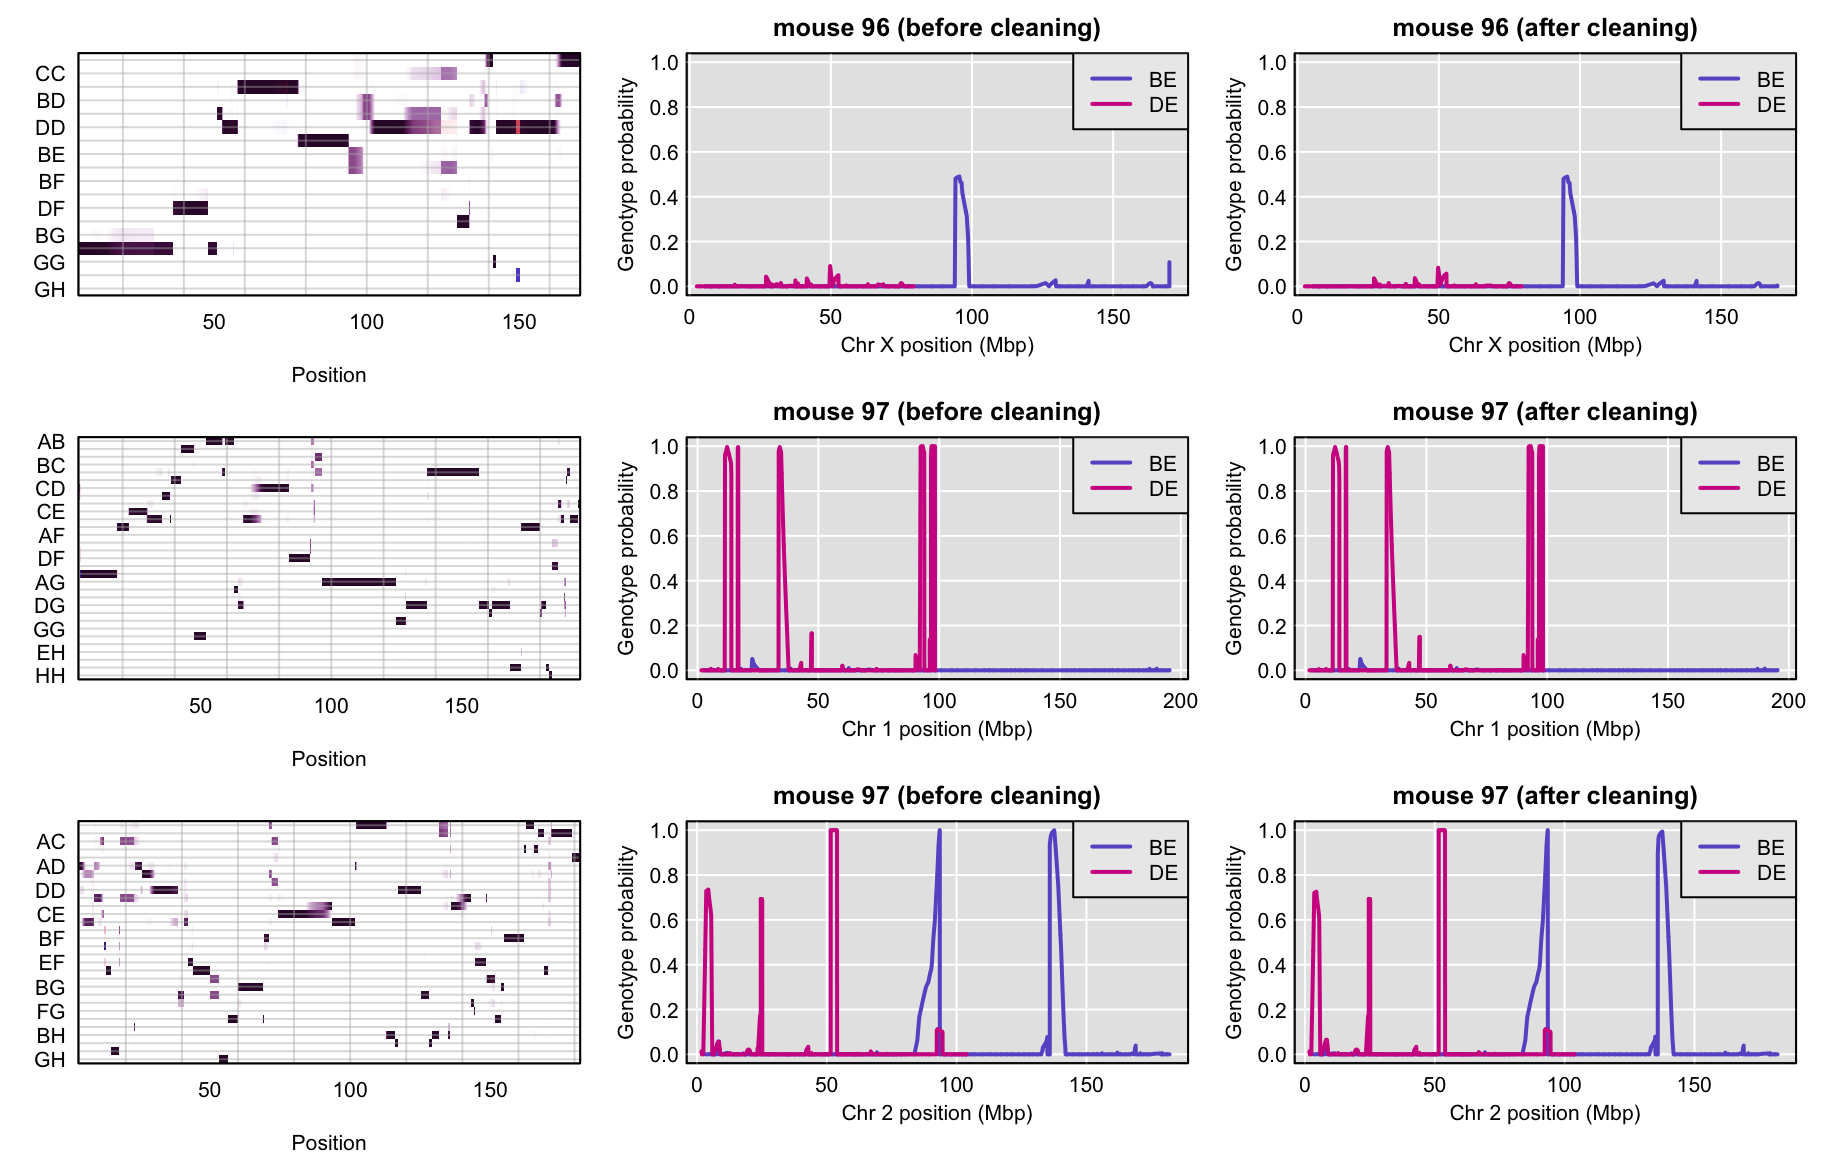 CC
BD
DD
BE
BF
DF
BG
GG
GH
50 100 150
Position
mouse 96 (before cleaning)
Genotype probability
1.0
0.8
0.6
0.4
0.2
0.0
BE
DE
0 50 100 150
Chr X position (Mbp)
mouse 96 (after cleaning)
Genotype probability
1.0
0.8
0.6
0.4
0.2
0.0
BE
DE
0 50 100 150
Chr X position (Mbp)
AB
BC
CD
CE
AF
DF
AG
DG
GG
EH
HH
50 100 150
Position
mouse 97 (before cleaning)
Genotype probability
1.0
0.8
0.6
0.4
0.2
0.0
BE
DE
0 50 100 150 200
Chr 1 position (Mbp)
mouse 97 (after cleaning)
Genotype probability
1.0
0.8
0.6
0.4
0.2
0.0
BE
DE
0 50 100 150 200
Chr 1 position (Mbp)
AC
AD
DD
CE
BF
EF
BG
FG
BH
GH
50 100 150
Position
mouse 97 (before cleaning)
Genotype probability
1.0
0.8
0.6
0.4
0.2
0.0
BE
DE
0 50 100 150
Chr 2 position (Mbp)
mouse 97 (after cleaning)
Genotype probability
1.0
0.8
0.6
0.4
0.2
0.0
BE
DE
0 50 100 150
Chr 2 position (Mbp)